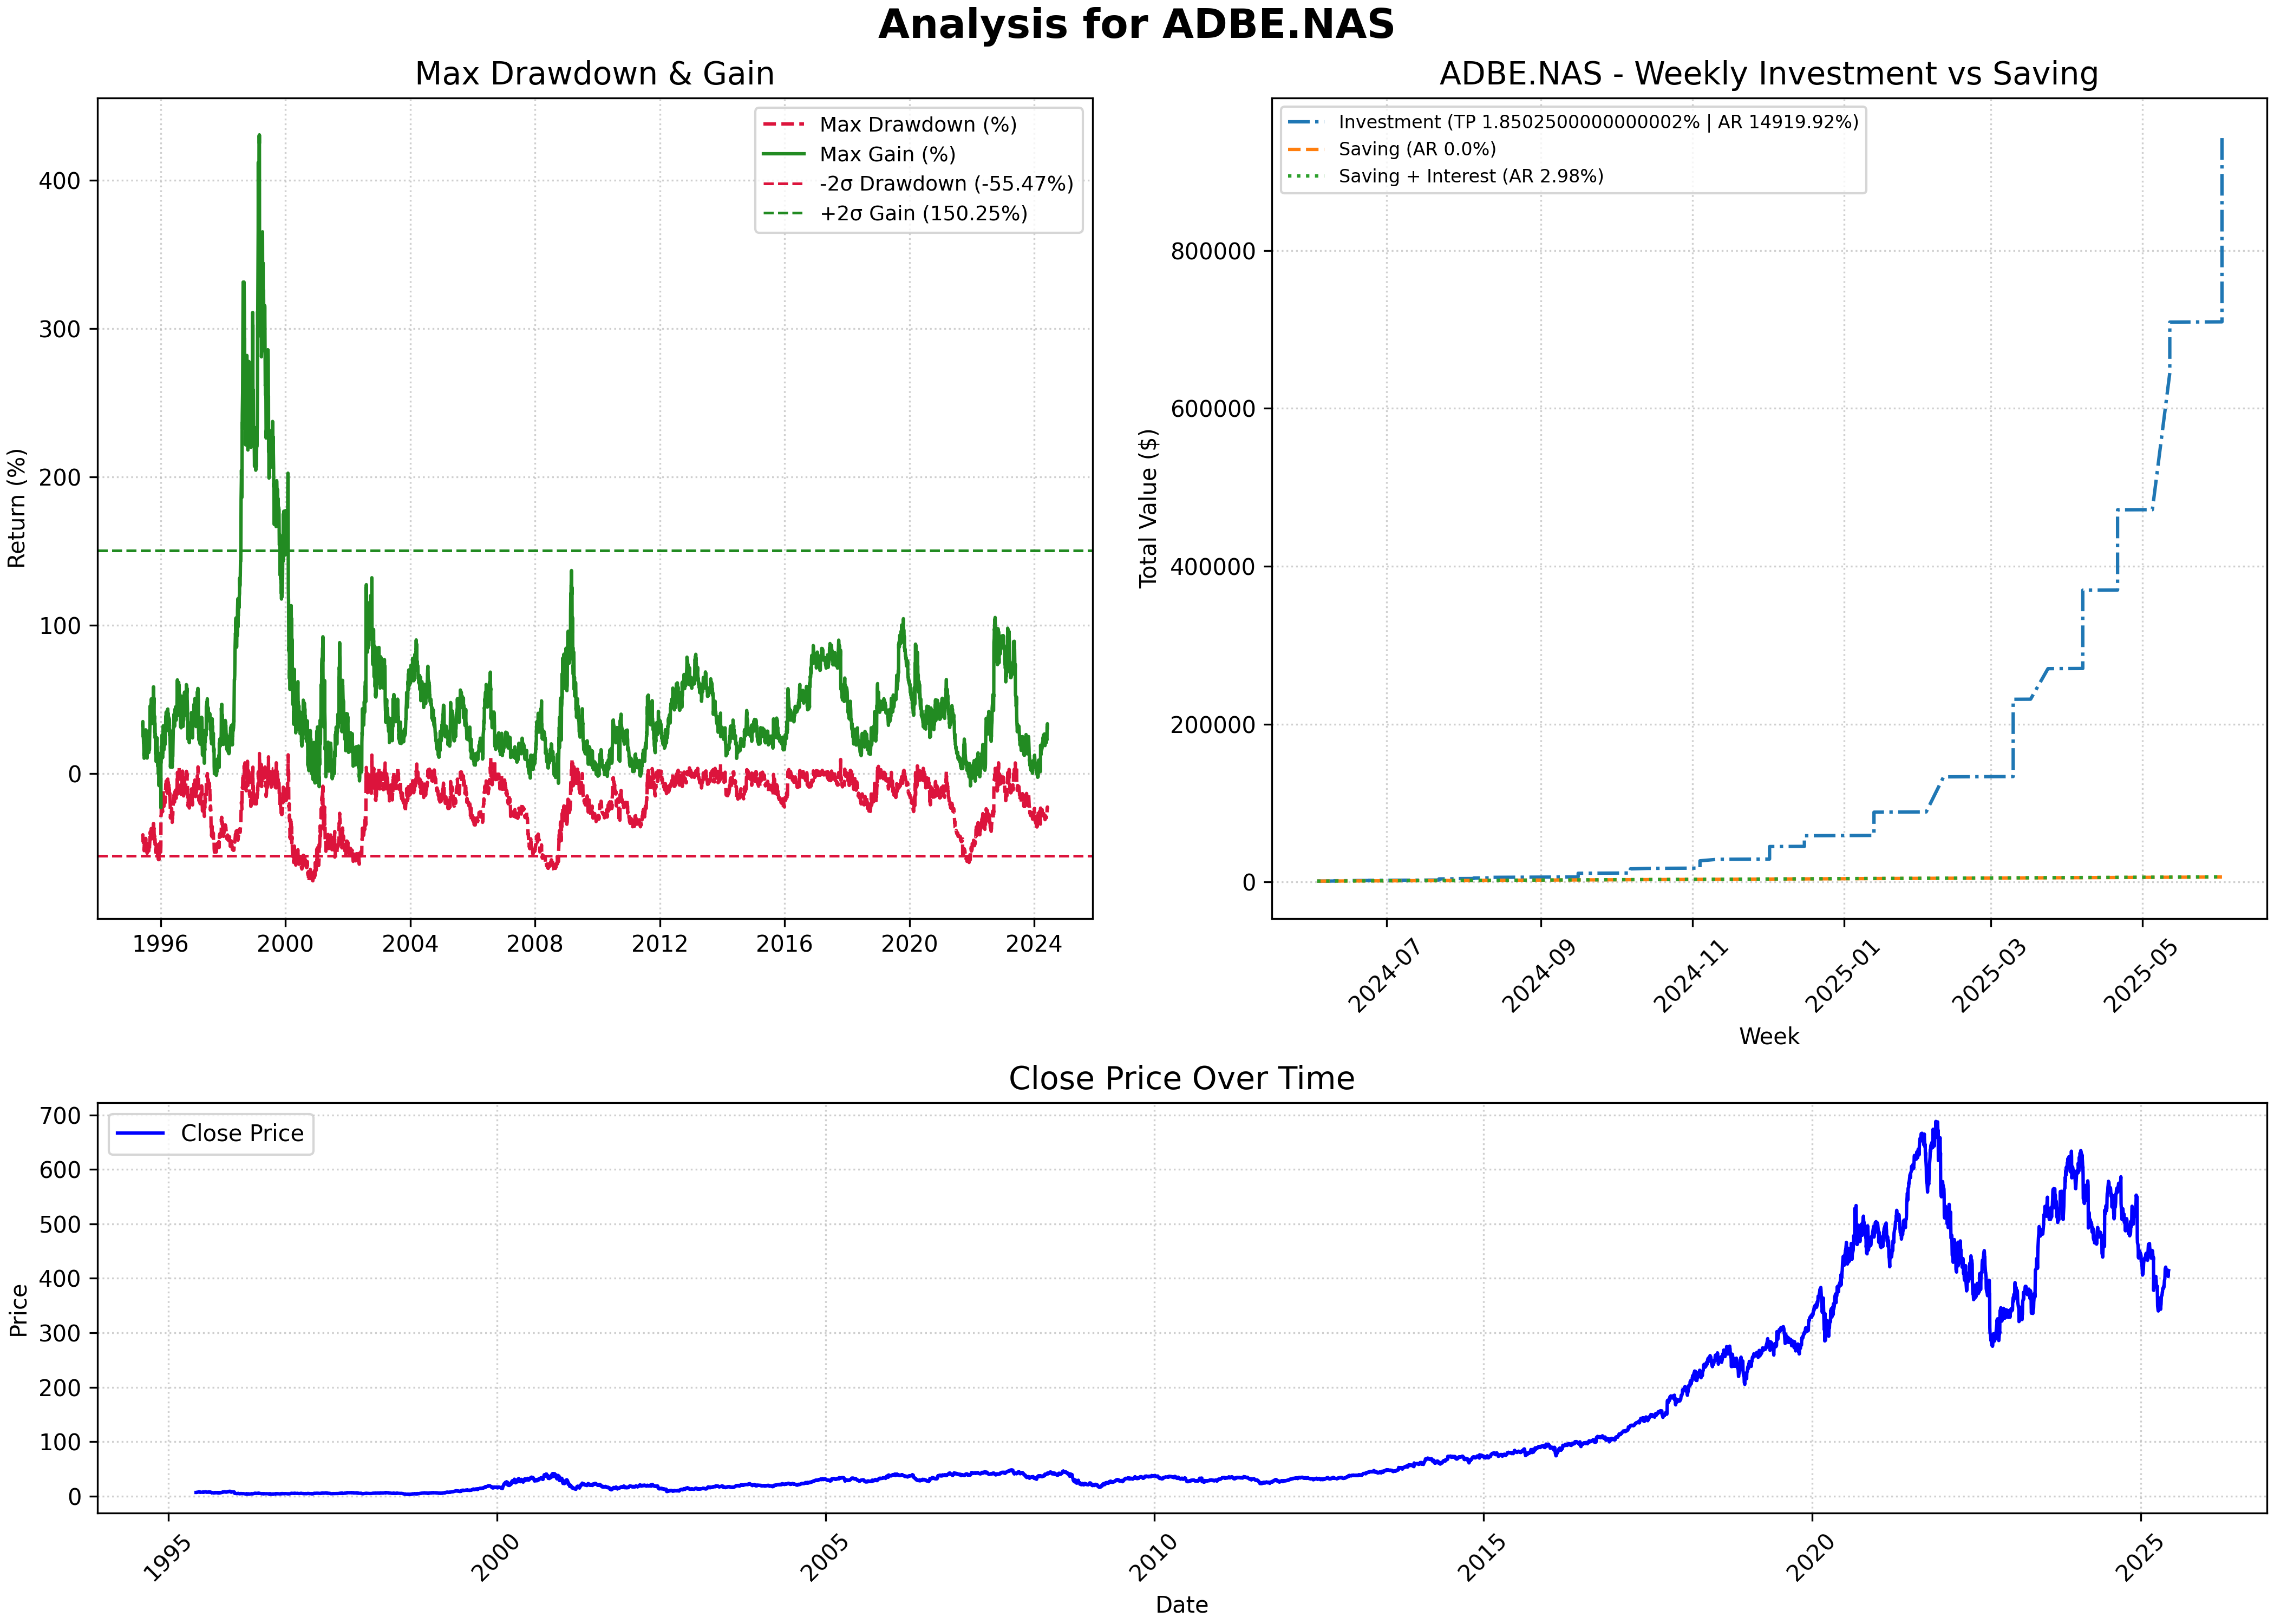 Analysis for ADBE.NAS
Max Drawdown & Gain
Return (%)
400
300
200
100
0
1996 2000 2004 2008 2012 2016 2020 2024
Max Drawdown (%)
Max Gain (%)
-2σ Drawdown (-55.47%)
+2σ Gain (150.25%)
ADBE.NAS - Weekly Investment vs Saving
Total Value ($)
800000
600000
400000
200000
0
2024-07 2024-09 2024-11 2025-01 2025-03 2025-05
Week
Investment (TP 1.8502500000000002% | AR 14919.92%)
Saving (AR 0.0%)
Saving + Interest (AR 2.98%)
Close Price Over Time
Price
700
600
500
400
300
200
100
0
1995 2000 2005 2010 2015 2020 2025
Date
Close Price